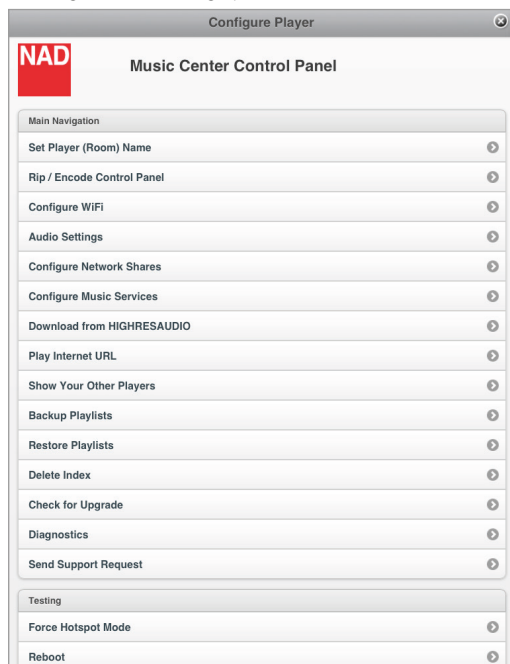 Configure Player
NAD
Music Center Control Panel
Main Navigation
Set Player (Room) Name
Rip / Encode Control Panel
Configure WiFi
Audio Settings
Configure Network Shares
Configure Music Services
Download from HIGHRESAUDIO
Play Internet URL
Show Your Other Players
Backup Playlists
Restore Playlists
Delete Index
Check for Upgrade
Diagnostics
Send Support Request
Testing
Force Hotspot Mode
Reboot